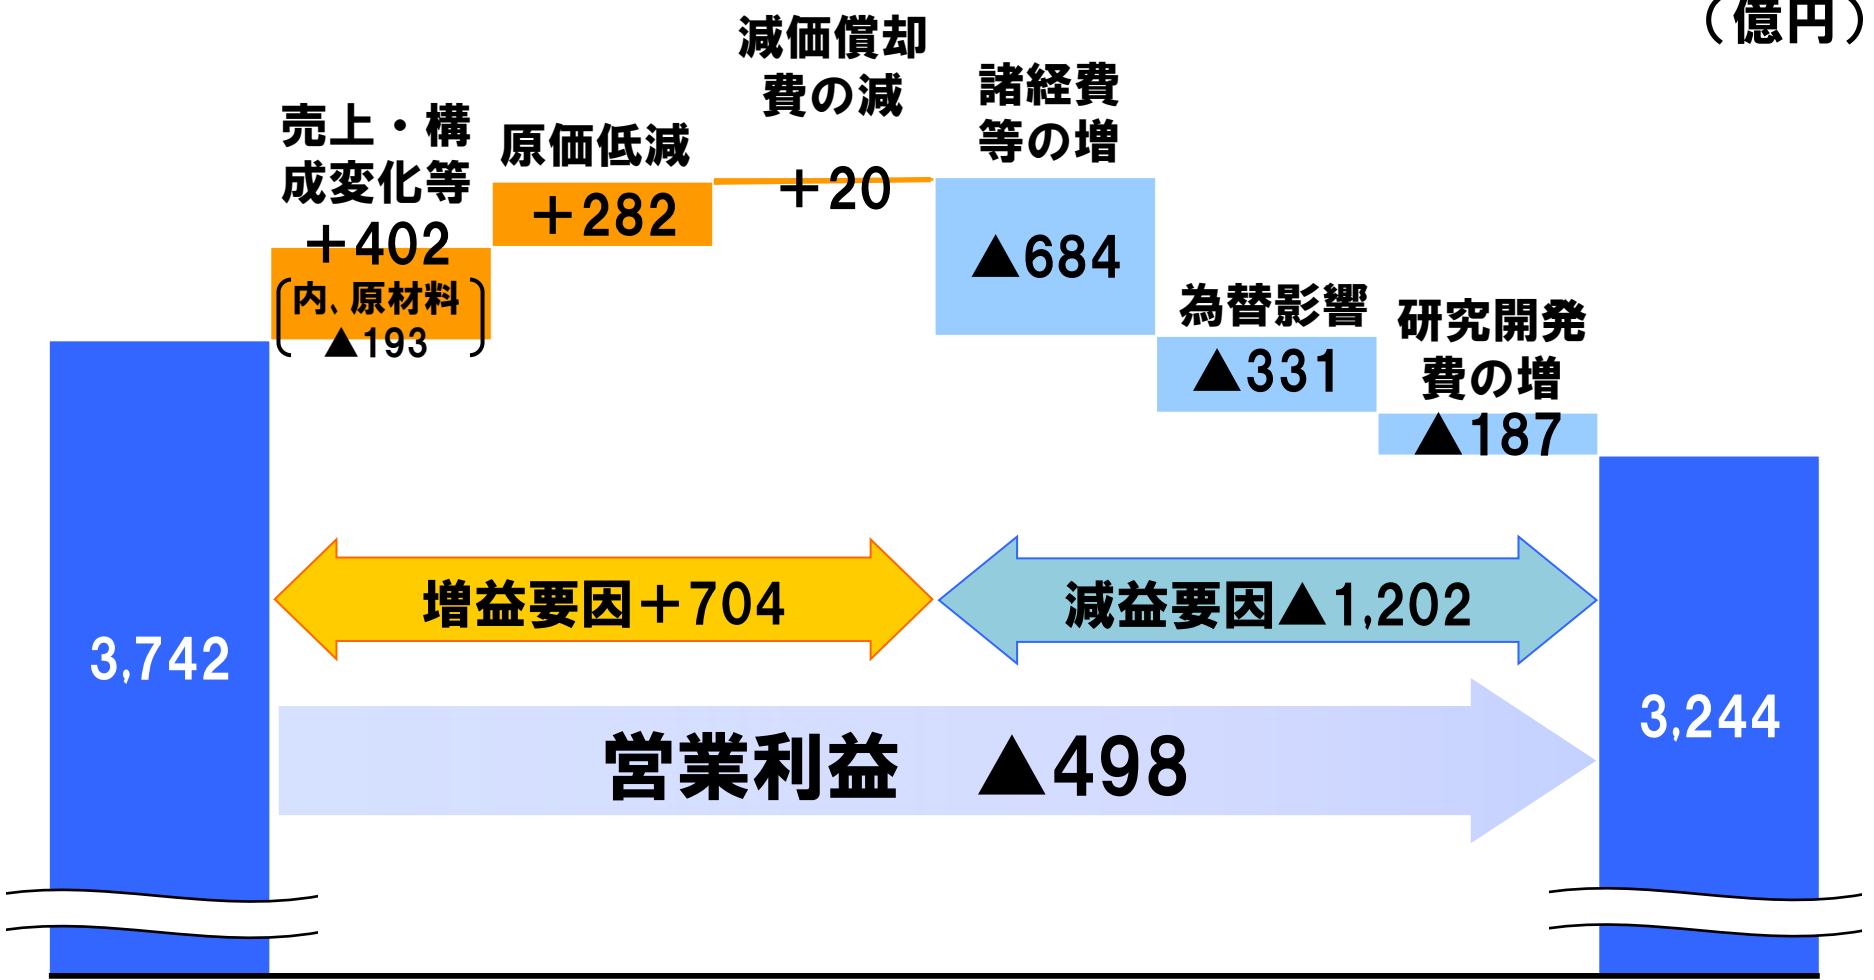 （億円）
売上・構
成変化等
＋402
内、原材料
▲193
原価低減
＋282
減価償却
費の減
＋20
諸経費
等の増
▲684
為替影響
▲331
研究開発
費の増
▲187
増益要因＋704
減益要因▲1,202
3,742
営業利益　▲498
3,244